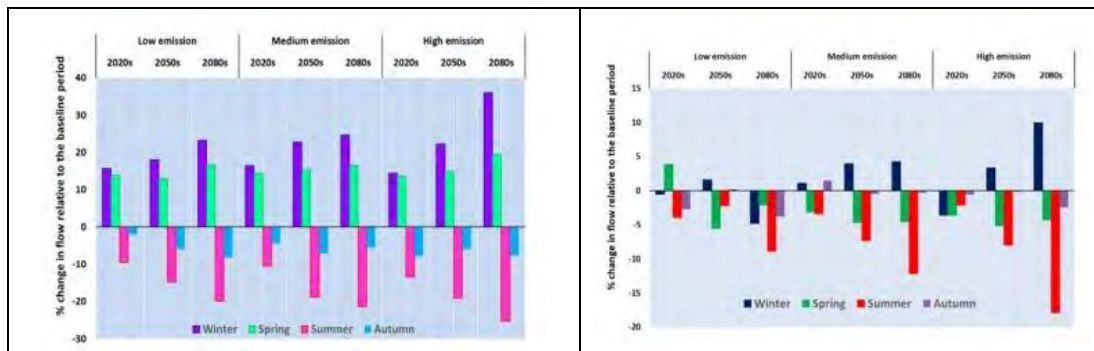 Low emission Medium emission High emission
2020s 2050s 2080s 2020s 2050s 2080s 2020s 2050s 2080s
% change in flow relative to the baseline period
40
30
20
10
0
-10
-20
-30
Winter Spring Summer Autumn
Low emission Medium emission High emission
2020s 2050s 2080s 2020s 2050s 2080s 2020s 2050s 2080s
% change in flow relative to the baseline period
15
10
5
0
-5
-10
-15
-20
Winter Spring Summer Autumn